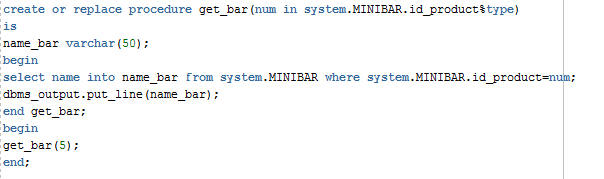 create or replace procedure get_bar(num in system.MINIBAR.id_product%type)
is
name_bar varchar(50);
begin
select name into name_bar from system.MINIBAR where system.MINIBAR.id_product=num;
dbms_output.put_line(name_bar);
end get_bar;
begin
get_bar(5);
end;